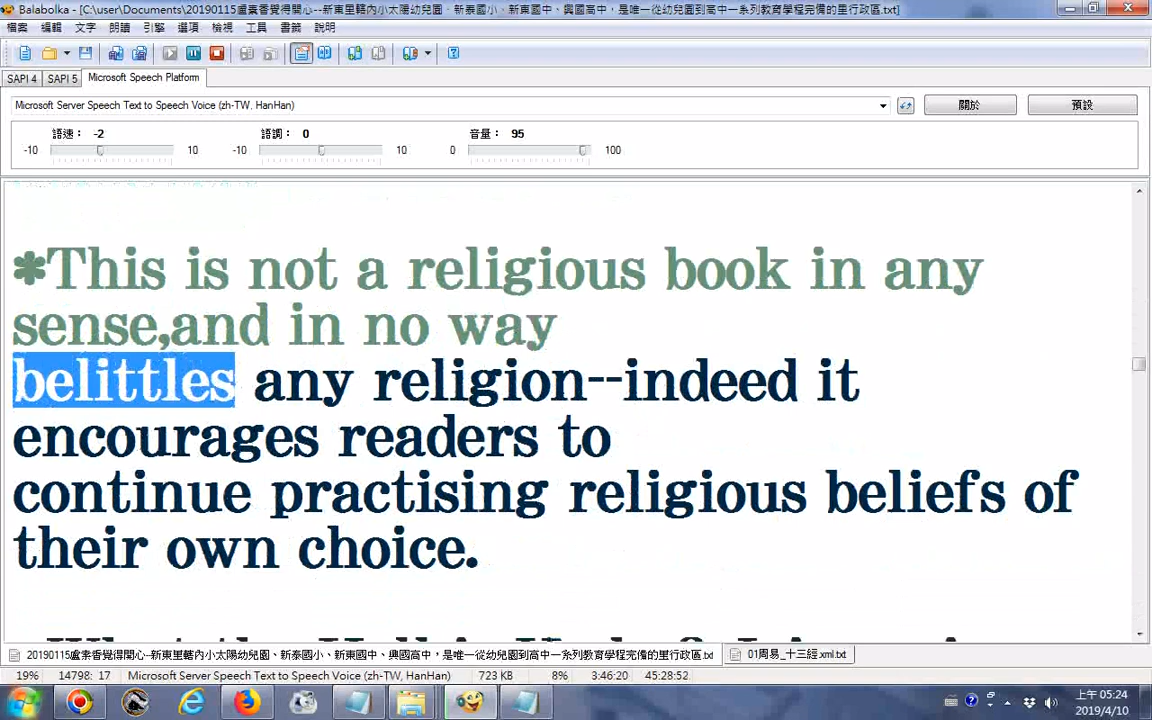 Balabolka - [C:\user\Documents\20190115盧素香覺得開心--新東里轄內小太陽幼兒園、新泰國小、新東國中、興國高中，是唯一從幼兒園到高中一系列教育學程完備的里行政區.txt]
檔案 編輯 文字 朗讀 引擎 選項 檢視 工具 書籤 說明
SAPI 4 SAPI 5 Microsoft Speech Platform
Microsoft Server Speech Text to Speech Voice (zh-TW, HanHan) 關於 預設
語速： -2 語調： 0 音量： 95
-10 10 -10 10 0 100
*This is not a religious book in any
sense,and in no way
belittles any religion--indeed it
encourages readers to
continue practising religious beliefs of
their own choice.
20190115盧素香覺得開心--新東里轄內小太陽幼兒園、新泰國小、新東國中、興國高中，是唯一從幼兒園到高中一系列教育學程完備的里行政區.txt 01周易_十三經.xml.txt
19% 14798: 17 Microsoft Server Speech Text to Speech Voice (zh-TW, HanHan) 723 KB 8% 3:46:20 45:28:52
上午 05:24
2019/4/10